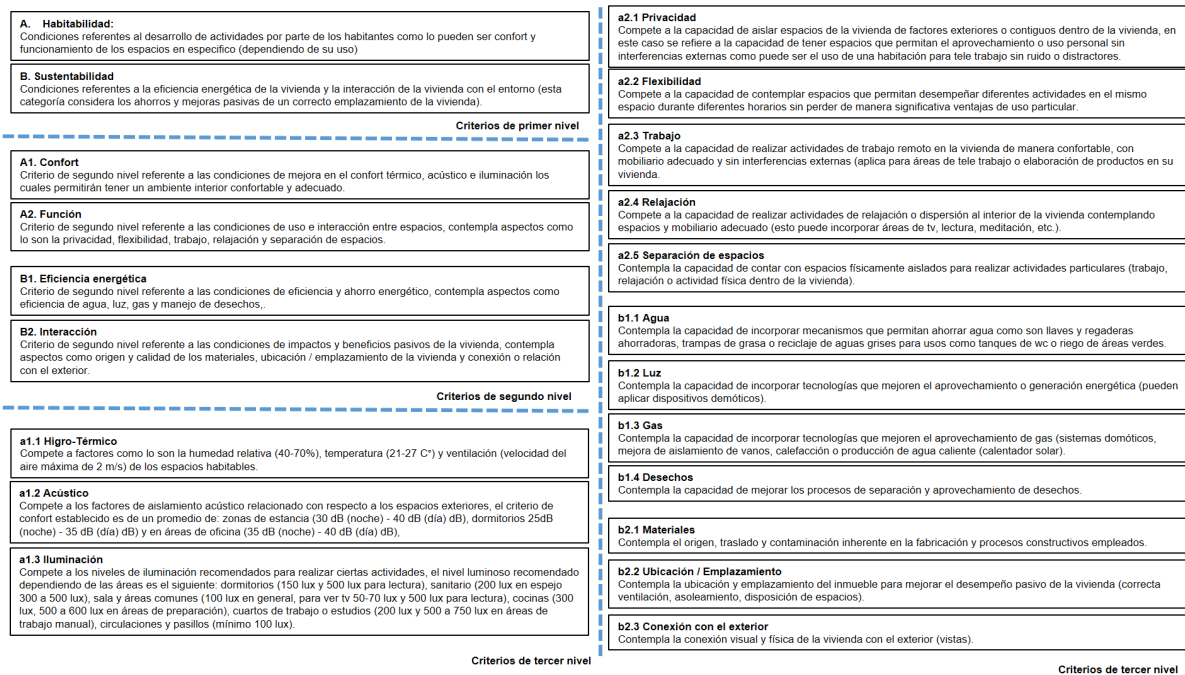 A. Habitabilidad:
Condiciones referentes al desarrollo de actividades por parte de los habitantes como lo pueden ser confort y
funcionamiento de los espacios en especifico (dependiendo de su uso)
B. Sustentabilidad
Condiciones referentes a la eficiencia energética de la vivienda y la interacción de la vivienda con el entorno (esta
categoría considera los ahorros y mejoras pasivas de un correcto emplazamiento de la vivienda).
Criterios de primer nivel
A1. Confort
Criterio de segundo nivel referente a las condiciones de mejora en el confort térmico, acústico e iluminación los
cuales permitirán tener un ambiente interior confortable y adecuado.
A2. Función
Criterio de segundo nivel referente a las condiciones de uso e interacción entre espacios, contempla aspectos como
lo son la privacidad, flexibilidad, trabajo, relajación y separación de espacios.
B1. Eficiencia energética
Criterio de segundo nivel referente a las condiciones de eficiencia y ahorro energético, contempla aspectos como
eficiencia de agua, luz, gas y manejo de desechos,.
B2. Interacción
Criterio de segundo nivel referente a las condiciones de impactos y beneficios pasivos de la vivienda, contempla
aspectos como origen y calidad de los materiales, ubicación / emplazamiento de la vivienda y conexión o relación
con el exterior.
Criterios de segundo nivel
a1.1 Higro-Térmico
Compete a factores como lo son la humedad relativa (40-70%), temperatura (21-27 C°) y ventilación (velocidad del
aire máxima de 2 m/s) de los espacios habitables.
a1.2 Acústico
Compete a los factores de aislamiento acústico relacionado con respecto a los espacios exteriores, el criterio de
confort establecido es de un promedio de: zonas de estancia (30 dB (noche) - 40 dB (día) dB), dormitorios 25dB
(noche) - 35 dB (día) dB) y en áreas de oficina (35 dB (noche) - 40 dB (día) dB),
a1.3 Iluminación
Compete a los niveles de iluminación recomendados para realizar ciertas actividades, el nivel luminoso recomendado
dependiendo de las áreas es el siguiente: dormitorios (150 lux y 500 lux para lectura), sanitario (200 lux en espejo
300 a 500 lux), sala y áreas comunes (100 lux en general, para ver tv 50-70 lux y 500 lux para lectura), cocinas (300
lux, 500 a 600 lux en áreas de preparación), cuartos de trabajo o estudios (200 lux y 500 a 750 lux en áreas de
trabajo manual), circulaciones y pasillos (mínimo 100 lux).
Criterios de tercer nivel
a2.1 Privacidad
Compete a la capacidad de aislar espacios de la vivienda de factores exteriores o contiguos dentro de la vivienda, en
este caso se refiere a la capacidad de tener espacios que permitan el aprovechamiento o uso personal sin
interferencias externas como puede ser el uso de una habitación para tele trabajo sin ruido o distractores.
a2.2 Flexibilidad
Compete a la capacidad de contemplar espacios que permitan desempeñar diferentes actividades en el mismo
espacio durante diferentes horarios sin perder de manera significativa ventajas de uso particular.
a2.3 Trabajo
Compete a la capacidad de realizar actividades de trabajo remoto en la vivienda de manera confortable, con
mobiliario adecuado y sin interferencias externas (aplica para áreas de tele trabajo o elaboración de productos en su
vivienda.
a2.4 Relajación
Compete a la capacidad de realizar actividades de relajación o dispersión al interior de la vivienda contemplando
espacios y mobiliario adecuado (esto puede incorporar áreas de tv, lectura, meditación, etc.).
a2.5 Separación de espacios
Contempla la capacidad de contar con espacios físicamente aislados para realizar actividades particulares (trabajo,
relajación o actividad física dentro de la vivienda).
b1.1 Agua
Contempla la capacidad de incorporar mecanismos que permitan ahorrar agua como son llaves y regaderas
ahorradoras, trampas de grasa o reciclaje de aguas grises para usos como tanques de wc o riego de áreas verdes.
b1.2 Luz
Contempla la capacidad de incorporar tecnologías que mejoren el aprovechamiento o generación energética (pueden
aplicar dispositivos demóticos).
b1.3 Gas
Contempla la capacidad de incorporar tecnologías que mejoren el aprovechamiento de gas (sistemas domóticos,
mejora de aislamiento de vanos, calefacción o producción de agua caliente (calentador solar).
b1.4 Desechos
Contempla la capacidad de mejorar los procesos de separación y aprovechamiento de desechos.
b2.1 Materiales
Contempla el origen, traslado y contaminación inherente en la fabricación y procesos constructivos empleados.
b2.2 Ubicación / Emplazamiento
Contempla la ubicación y emplazamiento del inmueble para mejorar el desempeño pasivo de la vivienda (correcta
ventilación, asoleamiento, disposición de espacios).
b2.3 Conexión con el exterior
Contempla la conexión visual y física de la vivienda con el exterior (vistas).
Criterios de tercer nivel